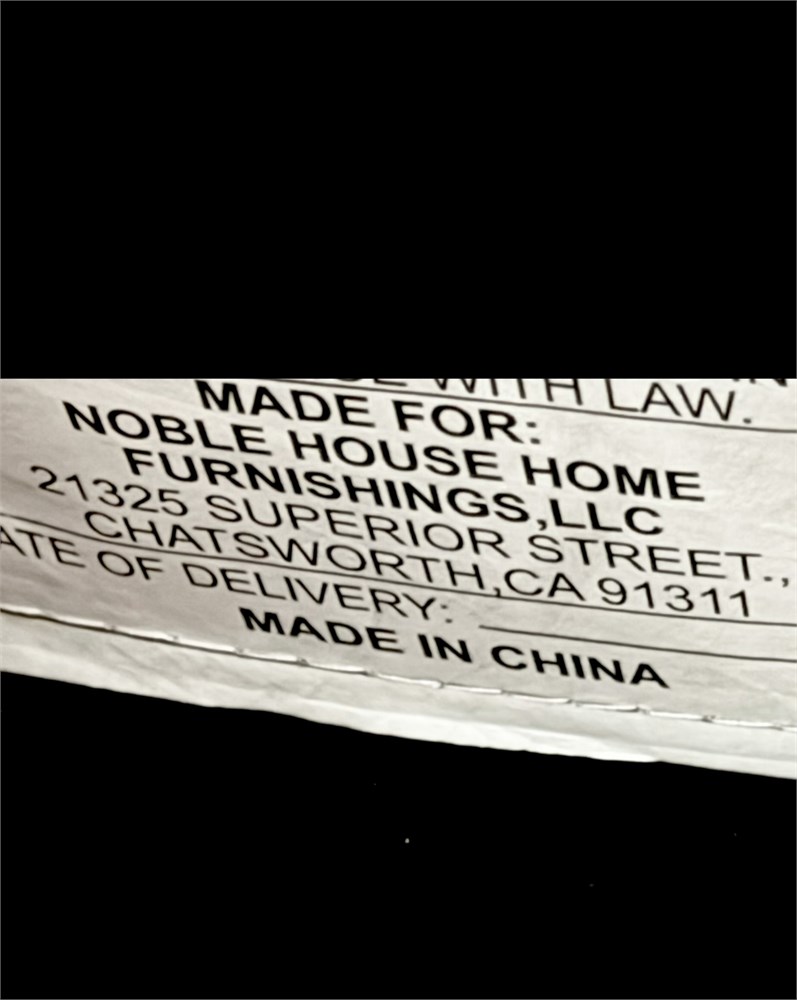 WITH LAW.
MADE FOR:
NOBLE HOUSE HOME
FURNISHINGS,LLC
21325 SUPERIOR STREET.,
CHATSWORTH,CA 91311
ATE OF DELIVERY:
MADE IN CHINA